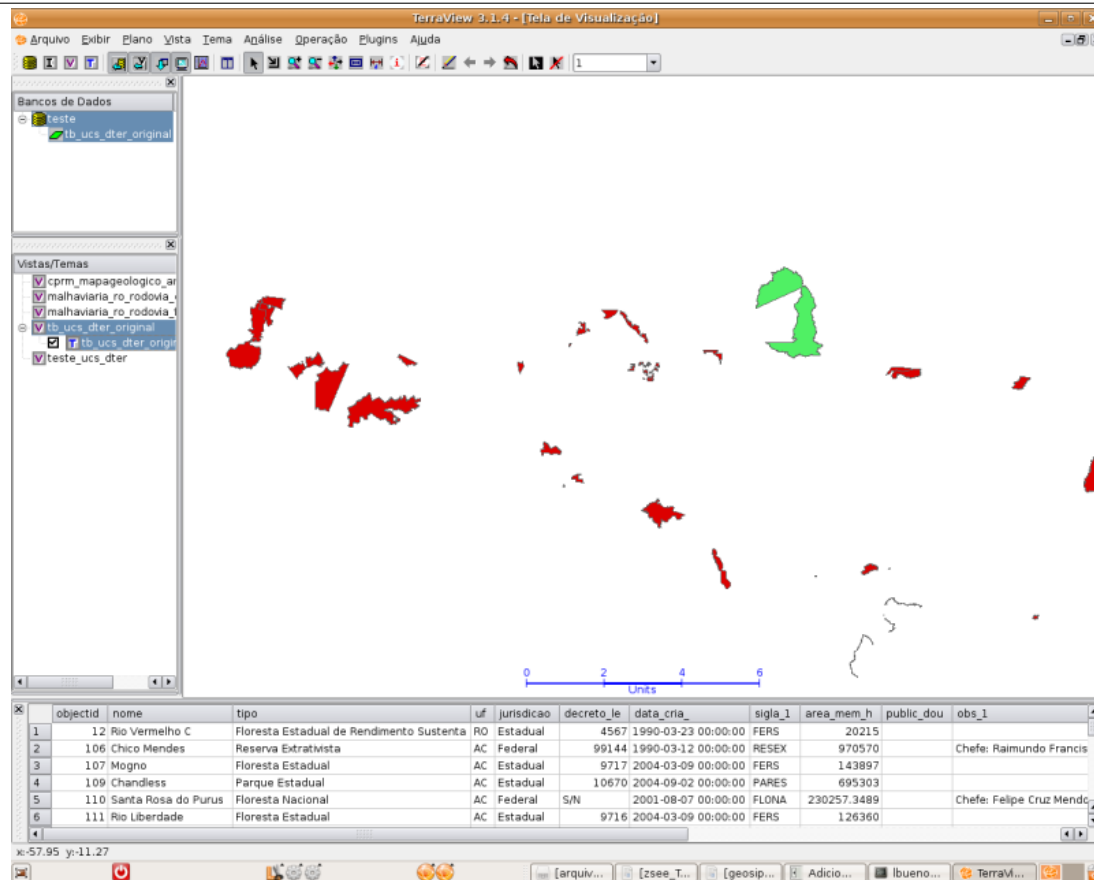 TerraView 3.1.4 - [Tela de Visualização]
Arquivo Exibir Plano Vista Tema Análise Operação Plugins Ajuda
1
Bancos de Dados
teste
tb_ucs_dter_original
Vistas/Temas
cprm_mapageologico_ar
malhaviaria_ro_rodovia_
malhaviaria_ro_rodovia_
tb_ucs_dter_original
tb_ucs_dter_origin
teste_ucs_dter
0 2 4 6
Units
objectid nome tipo uf jurisdicao decreto_le data_cria_ sigla_1 area_mem_h public_dou obs_1
1 12 Rio Vermelho C Floresta Estadual de Rendimento Sustenta RO Estadual 4567 1990-03-23 00:00:00 FERS 20215
2 106 Chico Mendes Reserva Extrativista AC Federal 99144 1990-03-12 00:00:00 RESEX 970570 Chefe: Raimundo Francis
3 107 Mogno Floresta Estadual AC Estadual 9717 2004-03-09 00:00:00 FERS 143897
4 109 Chandless Parque Estadual AC Estadual 10670 2004-09-02 00:00:00 PARES 695303
5 110 Santa Rosa do Purus Floresta Nacional AC Federal S/N 2001-08-07 00:00:00 FLONA 230257.3489 Chefe: Felipe Cruz Mendo
6 111 Rio Liberdade Floresta Estadual AC Estadual 9716 2004-03-09 00:00:00 FERS 126360
x:-57.95 y:-11.27
[arquiv... [zsee_T... [geosip... Adicio... lbueno... TerraVi...